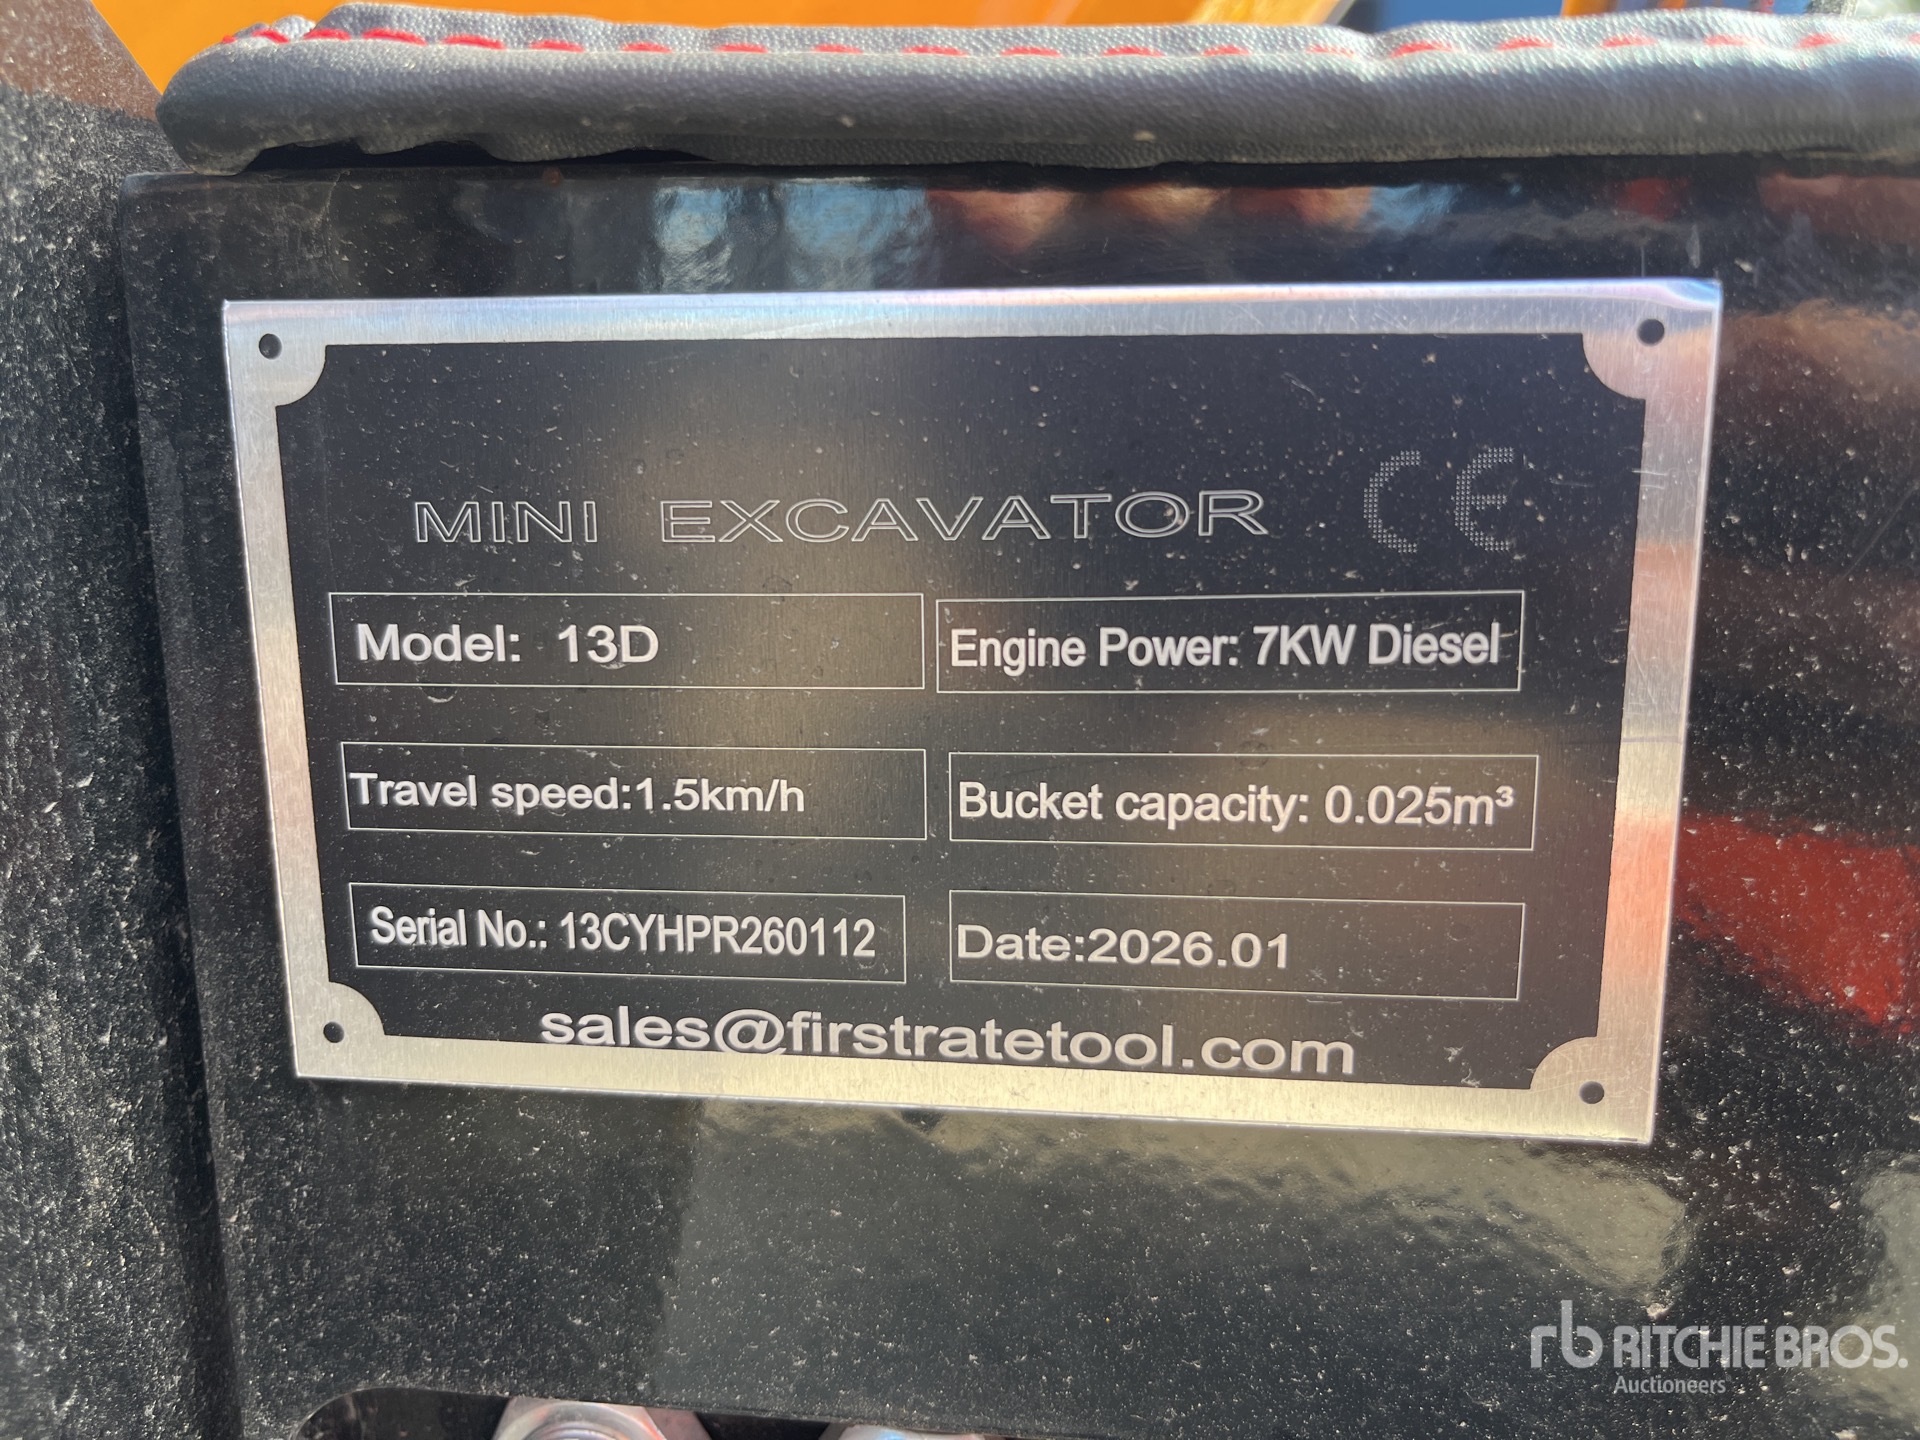 MINI EXCAVATOR CE
Model: 13D
Engine Power: 7KW Diesel
Travel speed:1.5km/h
Bucket capacity: 0.025m³
Serial No.: 13CYHPR260112
Date:2026.01
sales@firstratetool.com
rb RITCHIE BROS.
Auctioneers